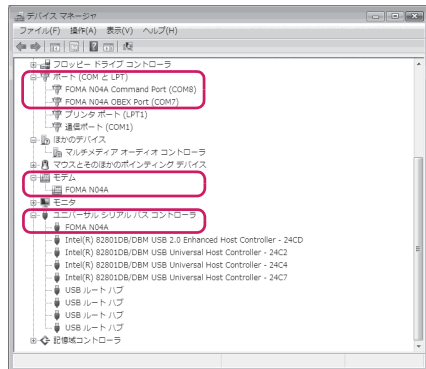 デバイス マネージャ
ファイル(F) 操作(A) 表示(V) ヘルプ(H)
フロッピー ドライブ コントローラ
ポート (COM と LPT)
FOMA N04A Command Port (COM8)
FOMA N04A OBEX Port (COM7)
プリンタ ポート (LPT1)
通信ポート (COM1)
ほかのデバイス
マルチメディア オーディオ コントローラ
マウスとそのほかのポインティング デバイス
モデム
FOMA N04A
モニタ
ユニバーサル シリアル バス コントローラ
FOMA N04A
Intel(R) 82801DB/DBM USB 2.0 Enhanced Host Controller - 24CD
Intel(R) 82801DB/DBM USB Universal Host Controller - 24C2
Intel(R) 82801DB/DBM USB Universal Host Controller - 24C4
Intel(R) 82801DB/DBM USB Universal Host Controller - 24C7
USB ルート ハブ
USB ルート ハブ
USB ルート ハブ
USB ルート ハブ
記憶域コントローラ